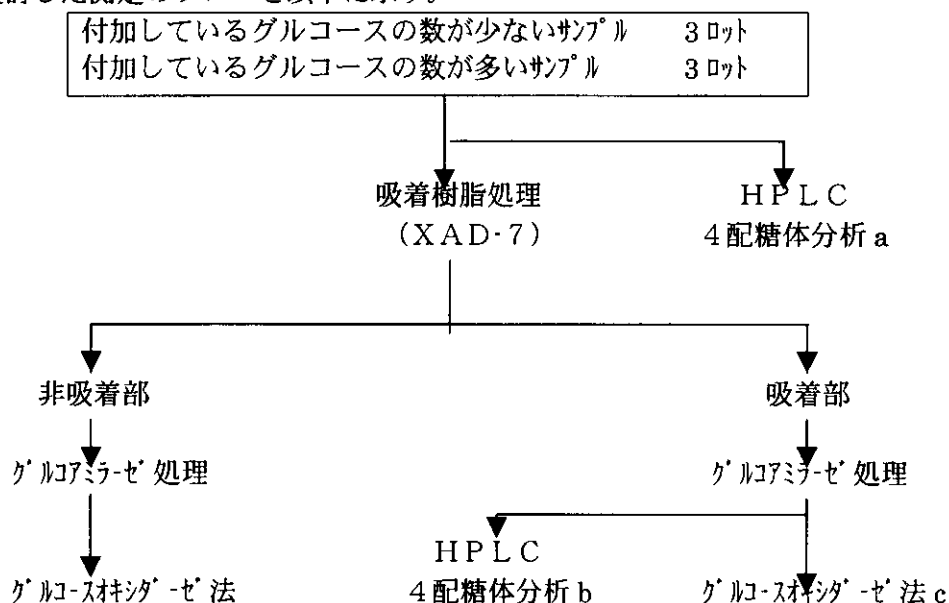 付加しているグルコースの数が少ないｻﾝﾌﾟﾙ　3ﾛｯﾄ
付加しているグルコースの数が多いｻﾝﾌﾟﾙ　3ﾛｯﾄ
吸着樹脂処理
（ＸＡＤ-７）
ＨＰＬＣ
４配糖体分析ａ
非吸着部
吸着部
ｸﾞﾙｺｱﾐﾗｰｾﾞ処理
ｸﾞﾙｺｱﾐﾗｰｾﾞ処理
ＨＰＬＣ
４配糖体分析ｂ
ｸﾞﾙｺｰｽｵｷｼﾀﾞｰｾﾞ法
ｸﾞﾙｺｰｽｵｷｼﾀﾞｰｾﾞ法ｃ